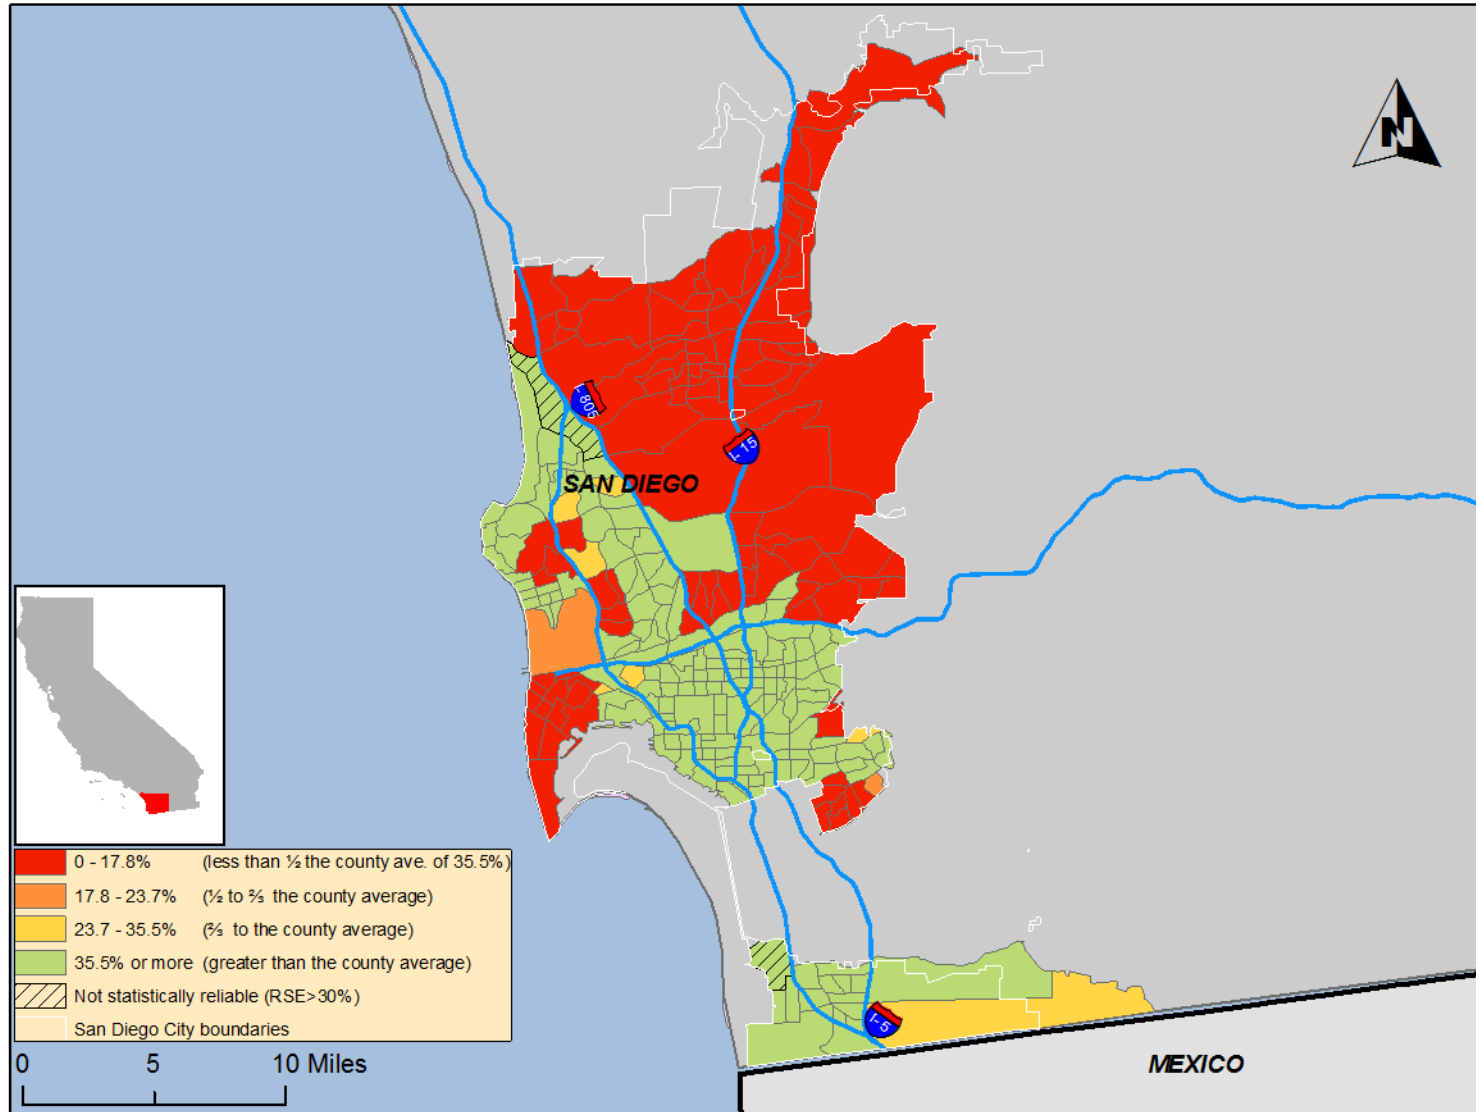 N
I-805
I-15
SAN DIEGO
0 - 17.8% (less than ½ the county ave. of 35.5%)
17.8 - 23.7% (½ to ⅔ the county average)
23.7 - 35.5% (⅔ to the county average)
35.5% or more (greater than the county average)
Not statistically reliable (RSE>30%)
San Diego City boundaries
I-5
0 5 10 Miles
MEXICO